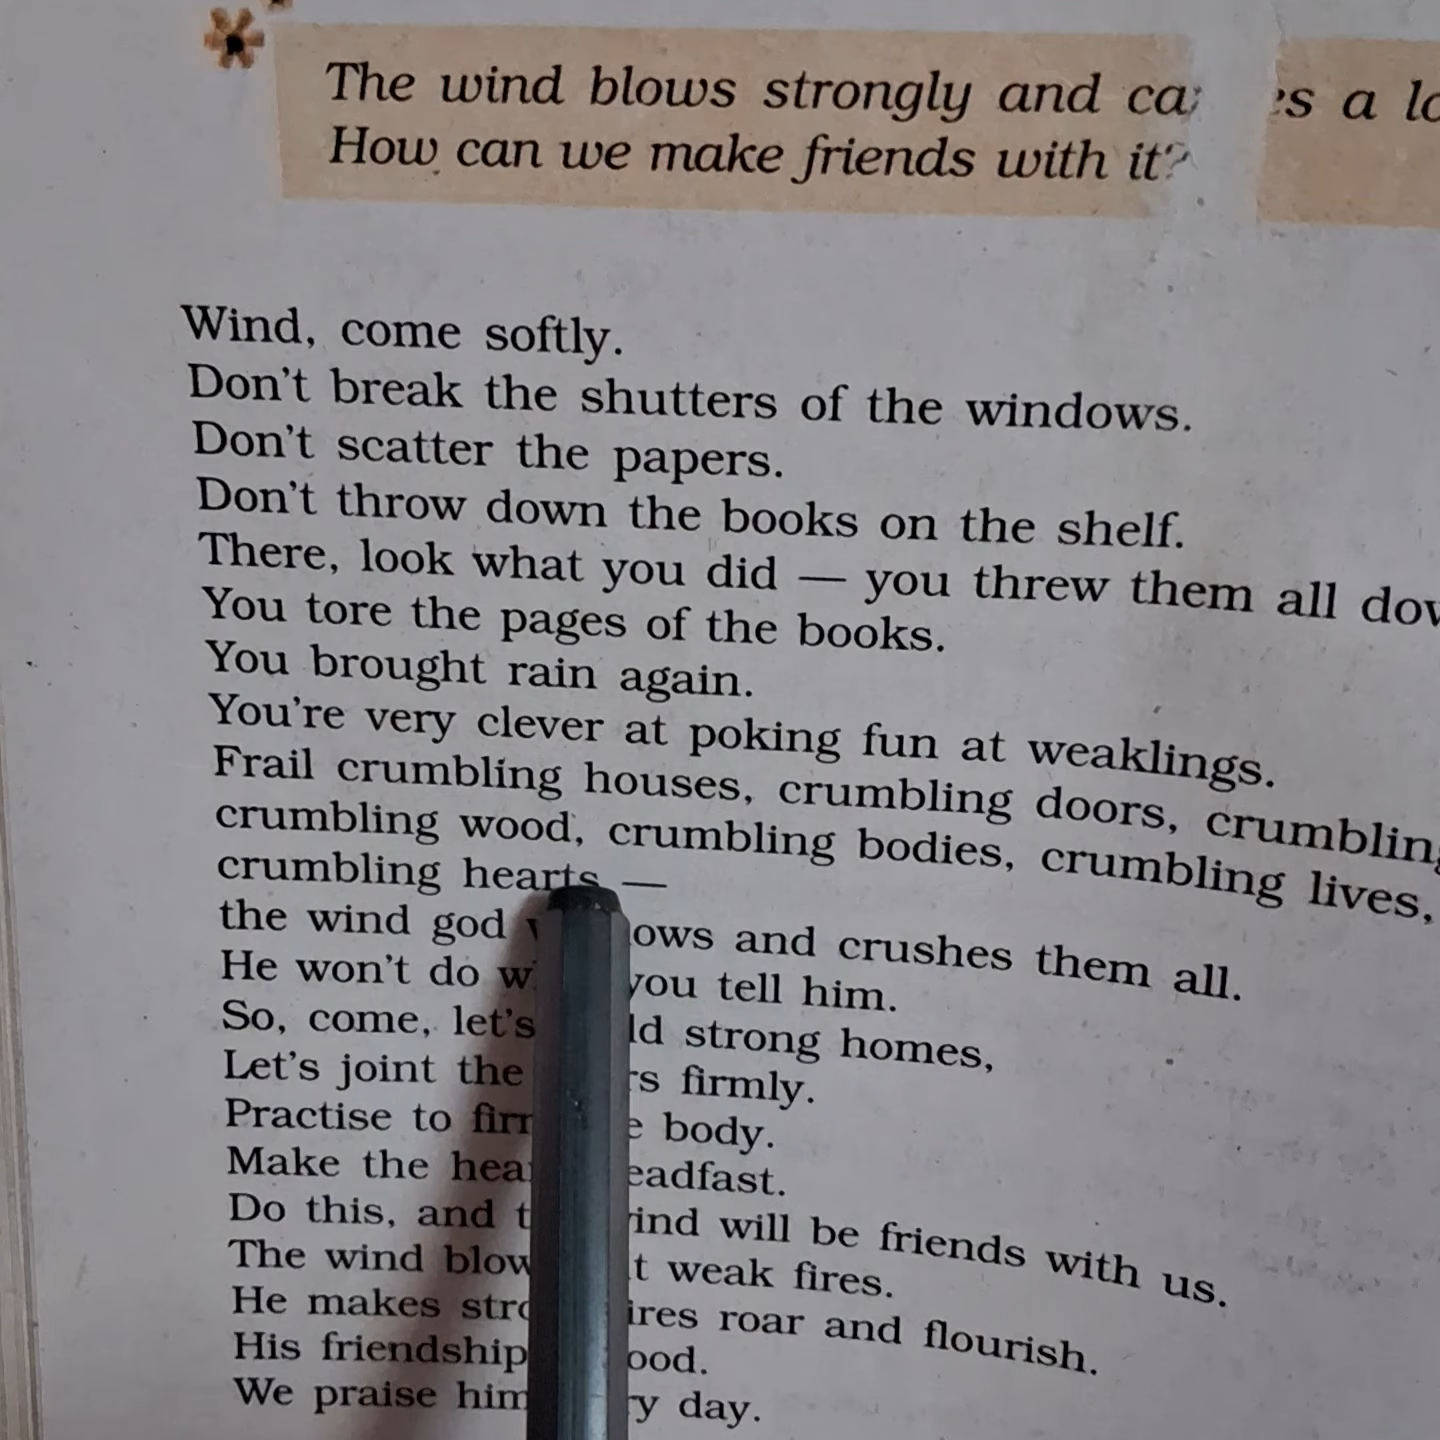 The wind blows strongly and a
How can we make friends with it?
Wind, come softly.
Don't break the shutters of the windows.
Don't scatter the papers.
Don't throw down the books on the shelf.
There, look what you did — you threw them all
You tore the pages of the books.
You brought rain again.
You're very clever at poking fun at weaklings.
Frail crumbling houses, crumbling doors, crumbling
crumbling wood, crumbling bodies, crumbling lives,
crumbling hearts —
the wind god and crushes them all.
He won't do you tell him.
So, come, let's strong homes,
Let's joint the firmly.
Practise to body.
Make the
Do this, and will be friends with us.
The wind weak fires.
He makes roar and flourish.
His friendship
We praise him day.